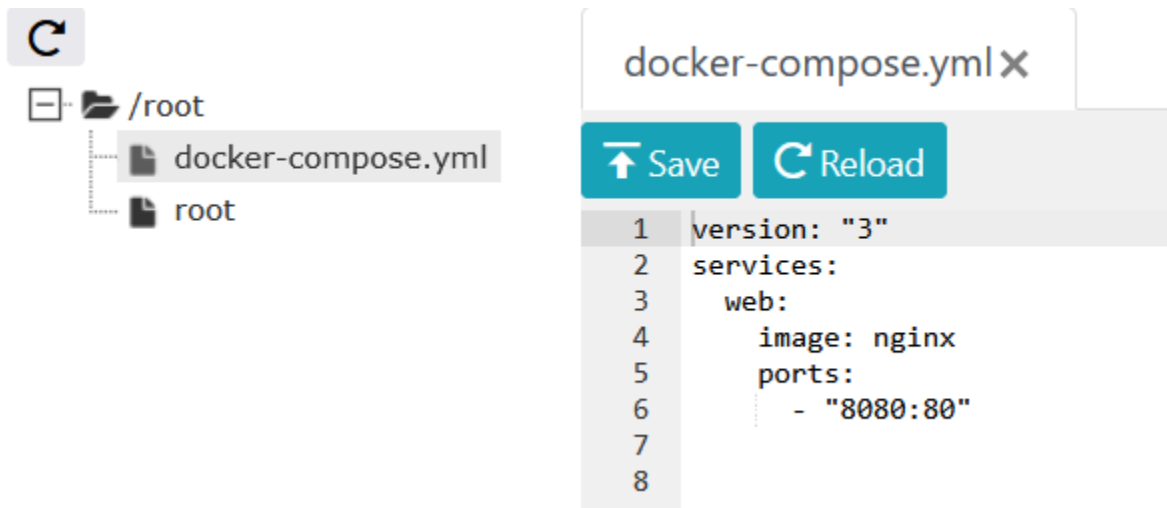 /root
docker-compose.yml
root
docker-compose.yml
Save Reload
1 version: "3"
2 services:
3   web:
4     image: nginx
5     ports:
6       - "8080:80"
7
8